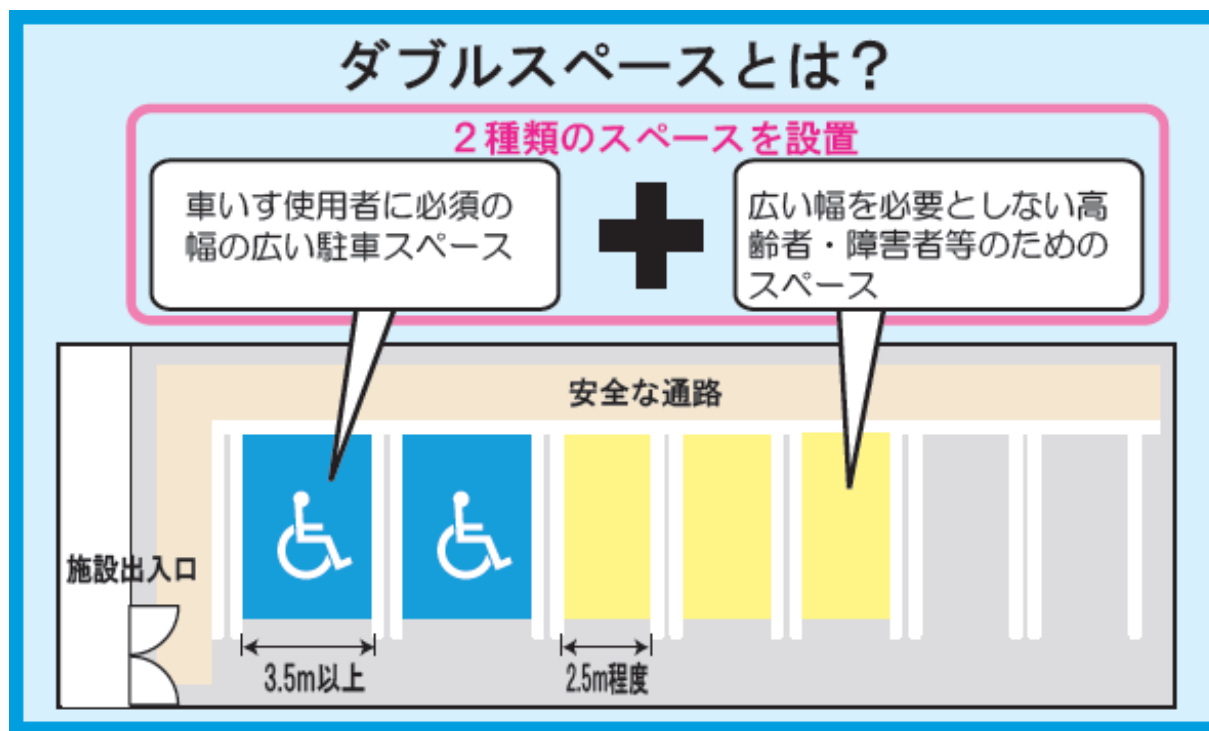 ダブルスペースとは?
2種類のスペースを設置
車いす使用者に必須の
幅の広い駐車スペース
広い幅を必要としない高
齢者・障害者等のための
スペース
安全な通路
施設出入口
3.5m以上
2.5m程度